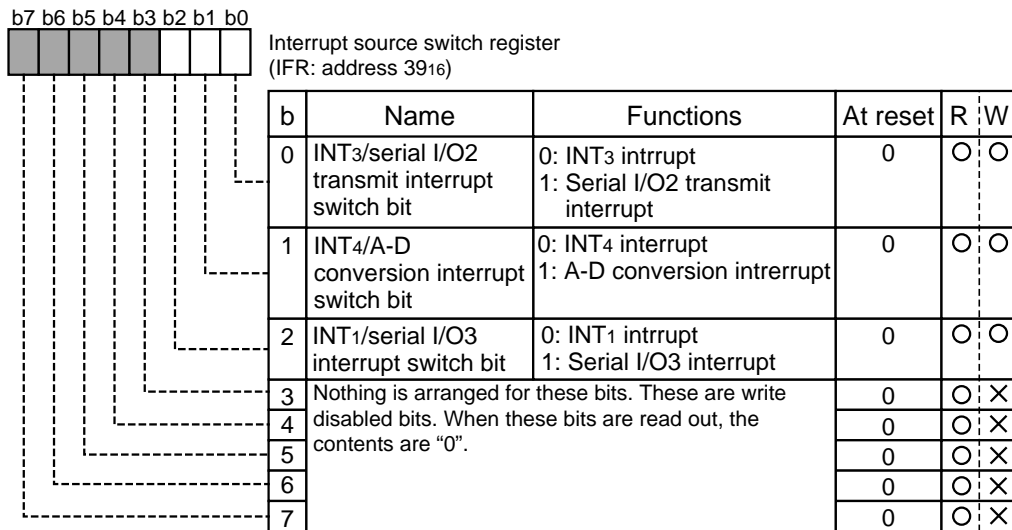 b7 b6 b5 b4 b3 b2 b1 b0
Interrupt source switch register
(IFR: address 3916)
b Name Functions At reset R W
0 INT3/serial I/O2 transmit interrupt switch bit
0: INT3 intrrupt
1: Serial I/O2 transmit
interrupt
0 O O
1 INT4/A-D conversion interrupt switch bit
0: INT4 interrupt
1: A-D conversion intrerrupt
0 O O
2 INT1/serial I/O3 interrupt switch bit
0: INT1 intrrupt
1: Serial I/O3 interrupt
0 O O
3 Nothing is arranged for these bits. These are write 0 O ×
4 disabled bits. When these bits are read out, the 0 O ×
5 contents are “0”. 0 O ×
6 0 O ×
7 0 O ×